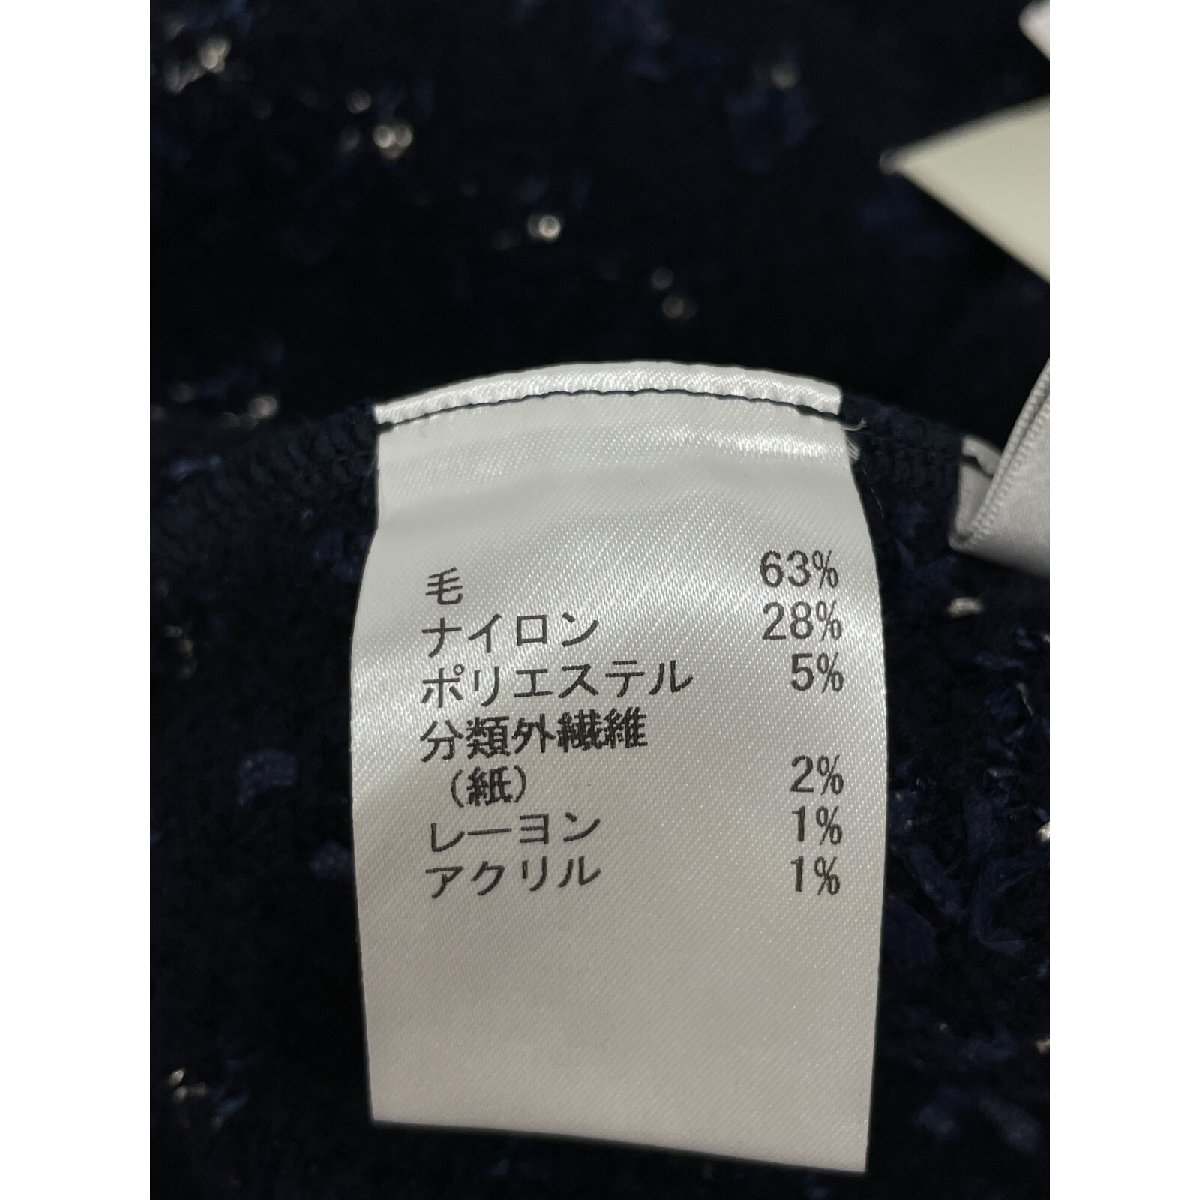 毛 63%
ナイロン 28%
ポリエステル 5%
分類外繊維
(紙) 2%
レーヨン 1%
アクリル 1%